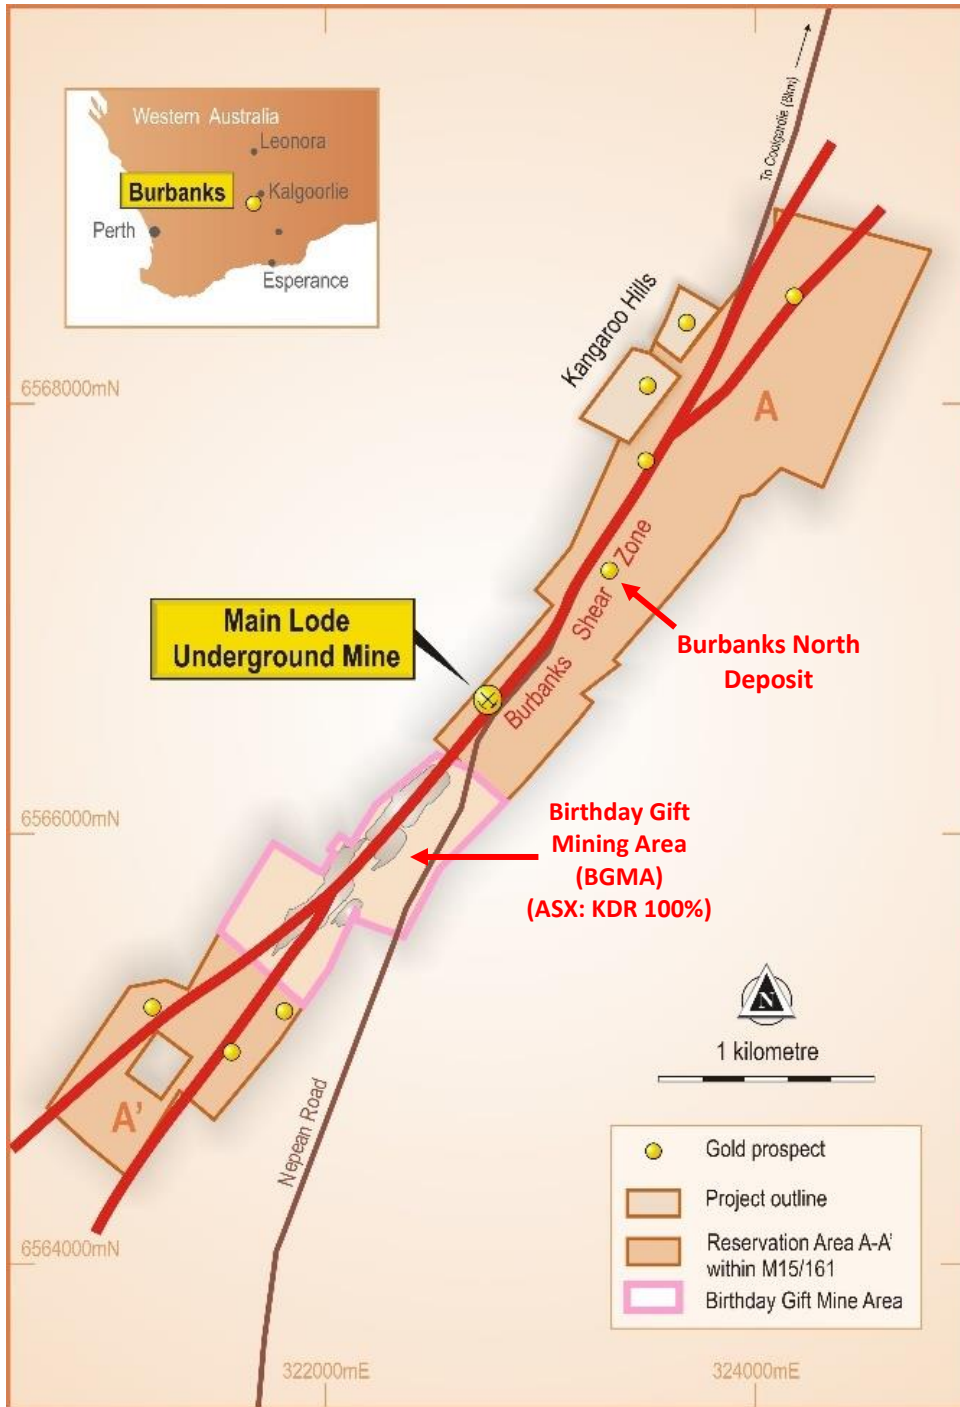 To Coolgardie (8km)
Western Australia
Leonora
Burbanks
Kalgoorlie
Perth
Esperance
Kangaroo Hills
6568000mN
A
Burbanks Shear Zone
Main Lode
Underground Mine
Burbanks North
Deposit
6566000mN
Birthday Gift
Mining Area
(BGMA)
(ASX: KDR 100%)
N
1 kilometre
A’
Nepean Road
Gold prospect
Project outline
Reservation Area A-A’
within M15/161
Birthday Gift Mine Area
6564000mN
322000mE
324000mE